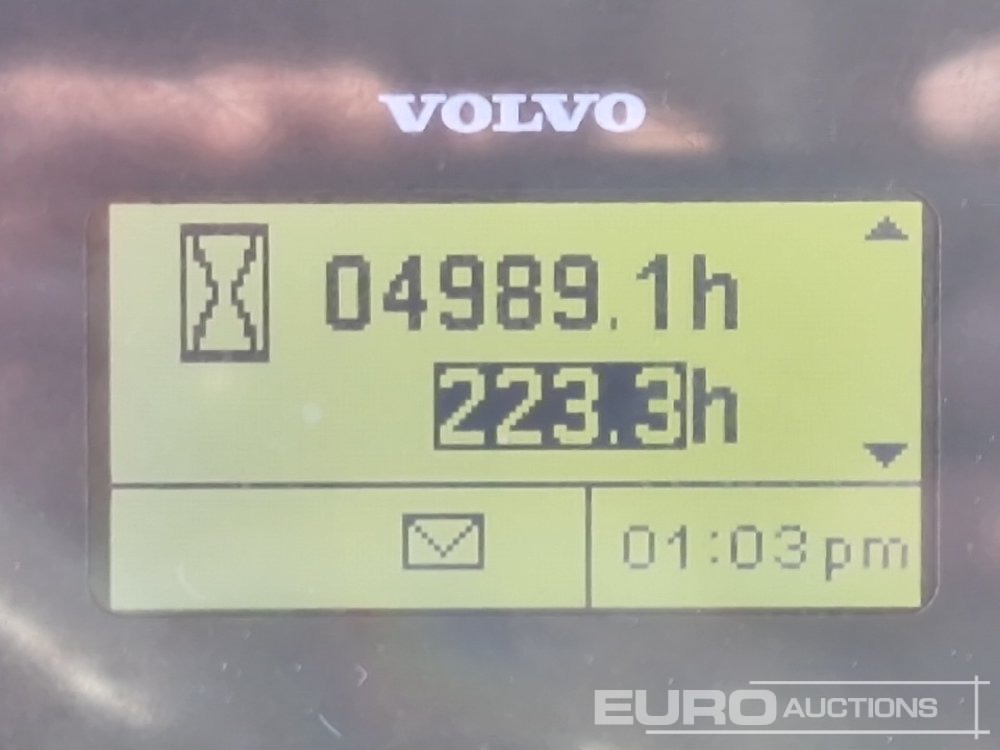 VOLVO
04989.1h
223.3h
01:03pm
EURO AUCTIONS